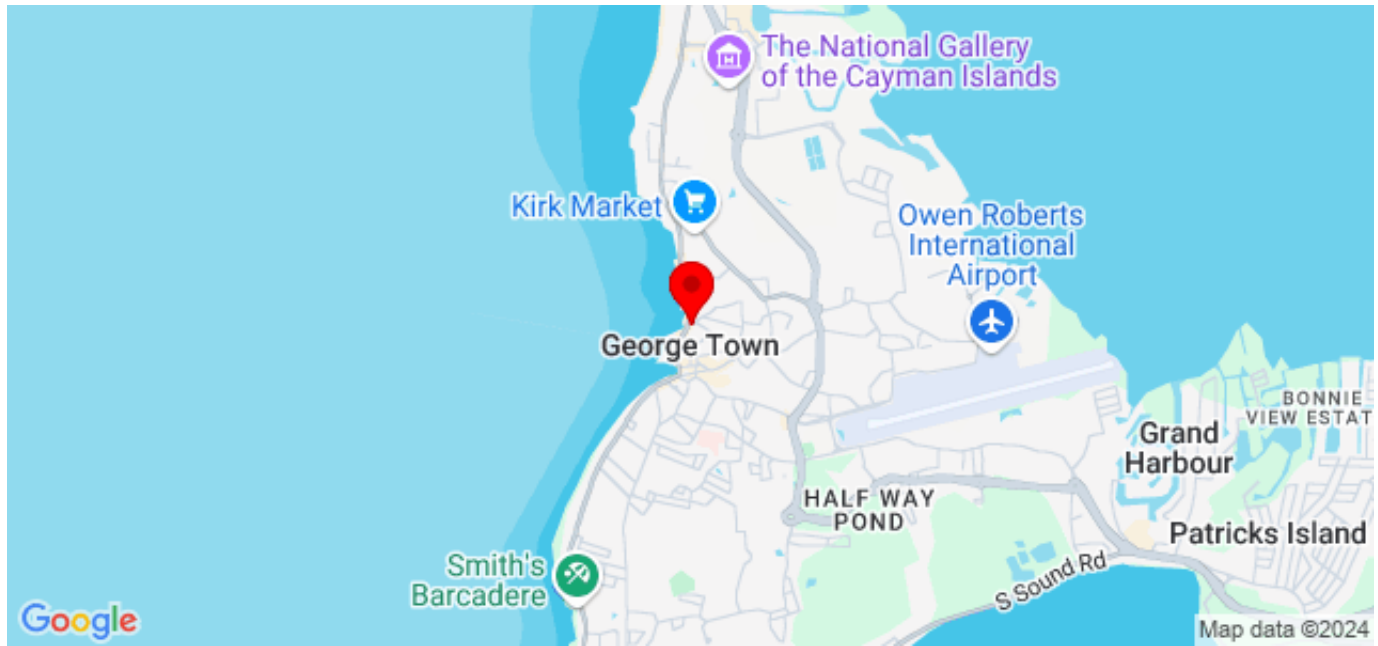 The National Gallery
of the Cayman Islands
Kirk Market
Owen Roberts
International
Airport
George Town
BONNIE
VIEW ESTAT
Grand
Harbour
HALF WAY
POND
Patricks Island
Smith's
Barcadere
S Sound Rd
Google
Map data ©2024